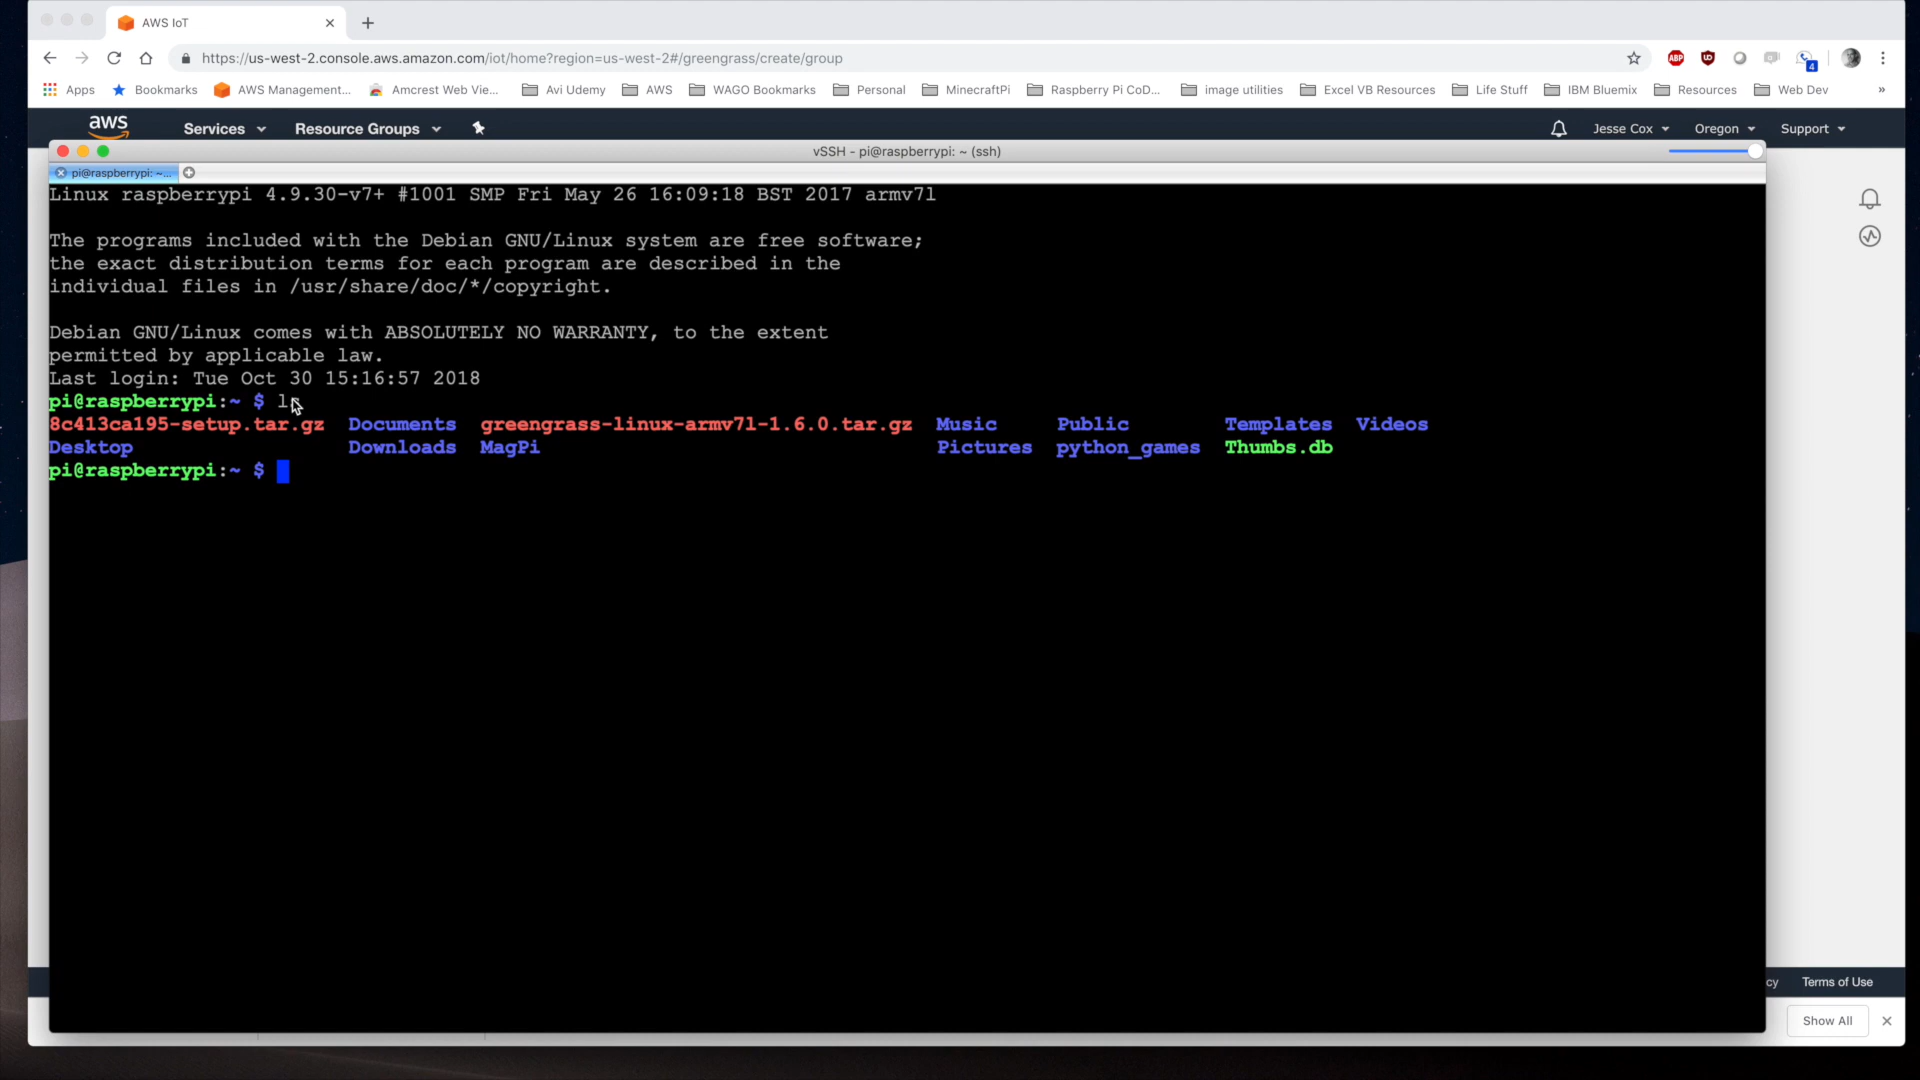 AWS IoT
https://us-west-2.console.aws.amazon.com/iot/home?region=us-west-2#/greengrass/create/group
ABP
4
Apps Bookmarks AWS Management... Amcrest Web Vie... Avi Udemy AWS WAGO Bookmarks Personal MinecraftPi Raspberry Pi CoD... image utilities Excel VB Resources Life Stuff IBM Bluemix Resources Web Dev »
aws Services Resource Groups Jesse Cox Oregon Support
vSSH - pi@raspberrypi: ~ (ssh)
pi@raspberrypi: ~...
Linux raspberrypi 4.9.30-v7+ #1001 SMP Fri May 26 16:09:18 BST 2017 armv7l
The programs included with the Debian GNU/Linux system are free software;
the exact distribution terms for each program are described in the
individual files in /usr/share/doc/*/copyright.
Debian GNU/Linux comes with ABSOLUTELY NO WARRANTY, to the extent
permitted by applicable law.
Last login: Tue Oct 30 15:16:57 2018
pi@raspberrypi:~ $ ls
8c413ca195-setup.tar.gz Documents greengrass-linux-armv7l-1.6.0.tar.gz Music Public Templates Videos
Desktop Downloads MagPi Pictures python_games Thumbs.db
pi@raspberrypi:~ $
cy Terms of Use
Show All